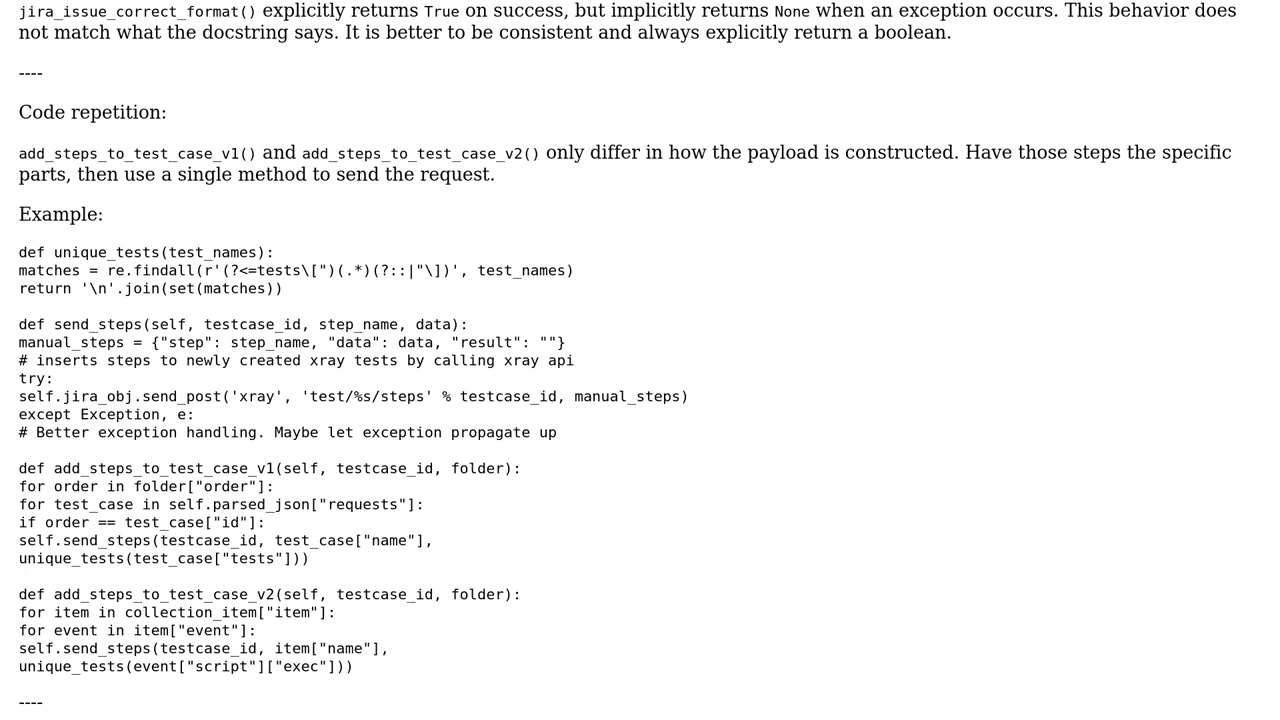 jira_issue_correct_format() explicitly returns True on success, but implicitly returns None when an exception occurs. This behavior does
not match what the docstring says. It is better to be consistent and always explicitly return a boolean.
----
Code repetition:
add_steps_to_test_case_v1() and add_steps_to_test_case_v2() only differ in how the payload is constructed. Have those steps the specific
parts, then use a single method to send the request.
Example:
def unique_tests(test_names):
matches = re.findall(r'(?<=tests\[")(.*)(?::|"\])', test_names)
return '\n'.join(set(matches))
def send_steps(self, testcase_id, step_name, data):
manual_steps = {"step": step_name, "data": data, "result": ""}
# inserts steps to newly created xray tests by calling xray api
try:
self.jira_obj.send_post('xray', 'test/%s/steps' % testcase_id, manual_steps)
except Exception, e:
# Better exception handling. Maybe let exception propagate up
def add_steps_to_test_case_v1(self, testcase_id, folder):
for order in folder["order"]:
for test_case in self.parsed_json["requests"]:
if order == test_case["id"]:
self.send_steps(testcase_id, test_case["name"],
unique_tests(test_case["tests"]))
def add_steps_to_test_case_v2(self, testcase_id, folder):
for item in collection_item["item"]:
for event in item["event"]:
self.send_steps(testcase_id, item["name"],
unique_tests(event["script"]["exec"]))
----